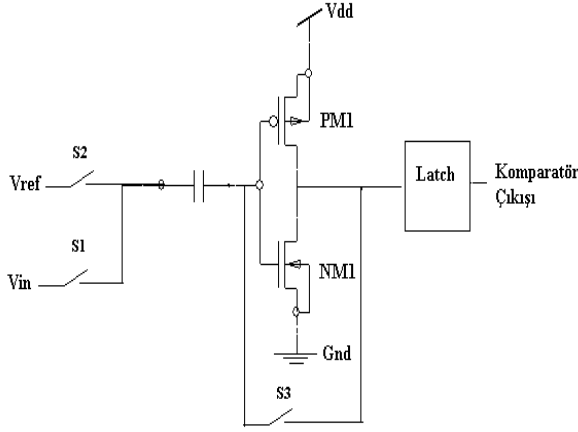 Vdd
PM1
S2
Vref
Latch
Komparatör
Çıkışı
S1
Vin
NM1
Gnd
S3